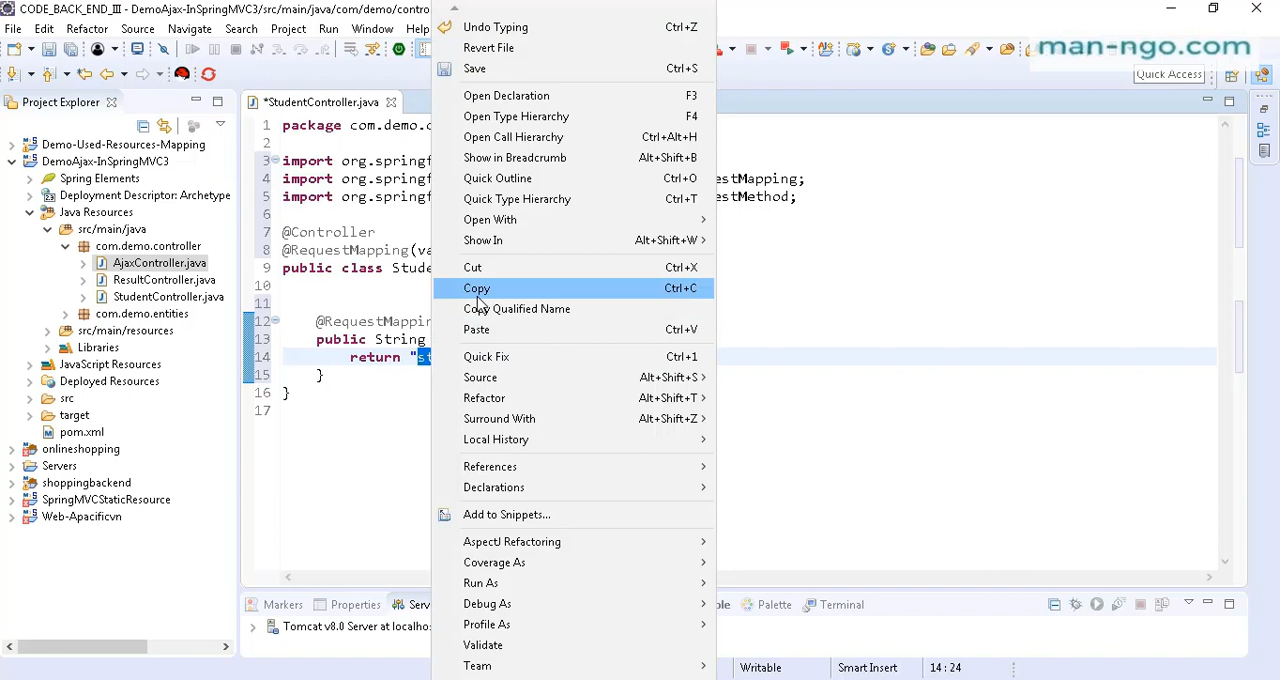 CODE_BACK_END_III - DemoAjax-InSpringMVC3/src/main/java/com/demo/contro
File Edit Refactor Source Navigate Search Project Run Window Help
man-ngo.com
Quick Access
Project Explorer
*StudentController.java
Demo-Used-Resources-Mapping
DemoAjax-InSpringMVC3
Spring Elements
Deployment Descriptor: Archetype
Java Resources
src/main/java
com.demo.controller
AjaxController.java
ResultController.java
StudentController.java
com.demo.entities
src/main/resources
Libraries
JavaScript Resources
Deployed Resources
src
target
pom.xml
onlineshopping
Servers
shoppingbackend
SpringMVCStaticResource
Web-Apacificvn
1 package com.demo.c
2
3 import org.springf
4 import org.springf estMapping;
5 import org.springf estMethod;
6
7 @Controller
8 @RequestMapping(va
9 public class Stude
10
11
12 @RequestMappin
13 public String
14 return "st
15 }
16 }
17
Undo Typing Ctrl+Z
Revert File
Save Ctrl+S
Open Declaration F3
Open Type Hierarchy F4
Open Call Hierarchy Ctrl+Alt+H
Show in Breadcrumb Alt+Shift+B
Quick Outline Ctrl+O
Quick Type Hierarchy Ctrl+T
Open With
Show In Alt+Shift+W
Cut Ctrl+X
Copy Ctrl+C
Copy Qualified Name
Paste Ctrl+V
Quick Fix Ctrl+1
Source Alt+Shift+S
Refactor Alt+Shift+T
Surround With Alt+Shift+Z
Local History
References
Declarations
Add to Snippets...
AspectJ Refactoring
Coverage As
Run As
Debug As
Profile As
Validate
Team
Markers Properties Serv le Palette Terminal
Tomcat v8.0 Server at localhos
Writable Smart Insert 14 : 24